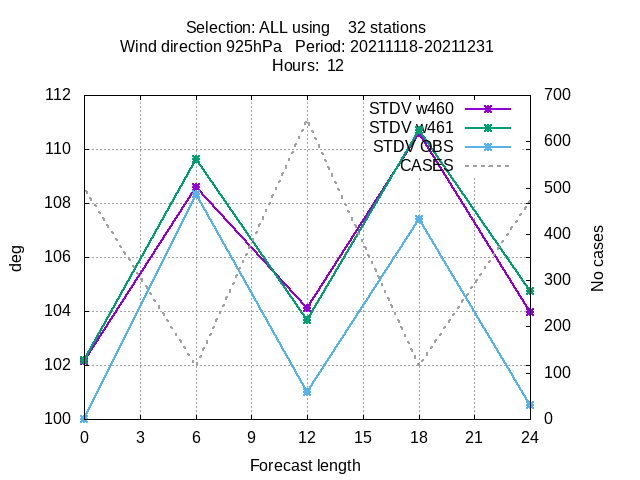 Selection: ALL using    32 stations
Wind direction 925hPa   Period: 20211118-20211231
Hours:  12
112
110
108
106
104
102
100
deg
STDV w460
STDV w461
STDV OBS
CASES
700
600
500
400
300
200
100
0
No cases
0 3 6 9 12 15 18 21 24
Forecast length